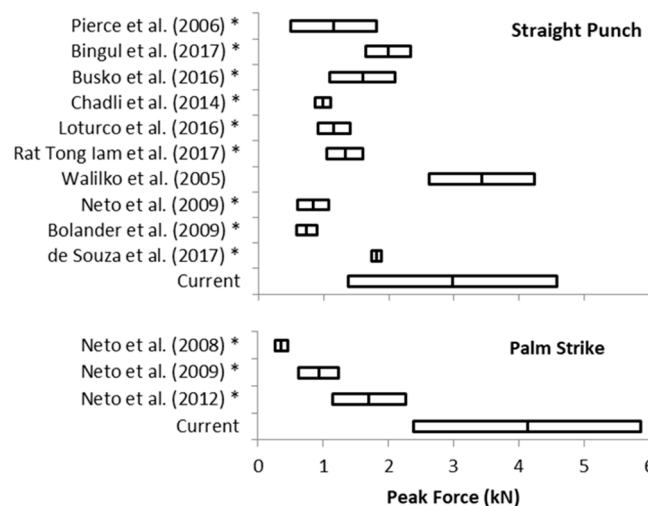 Pierce et al. (2006) *
Straight Punch
Bingul et al. (2017) *
Busko et al. (2016) *
Chadli et al. (2014) *
Loturco et al. (2016) *
Rat Tong Iam et al. (2017) *
Walilko et al. (2005)
Neto et al. (2009) *
Bolander et al. (2009) *
de Souza et al. (2017) *
Current
Neto et al. (2008) *
Palm Strike
Neto et al. (2009) *
Neto et al. (2012) *
Current
0 1 2 3 4 5 6
Peak Force (kN)